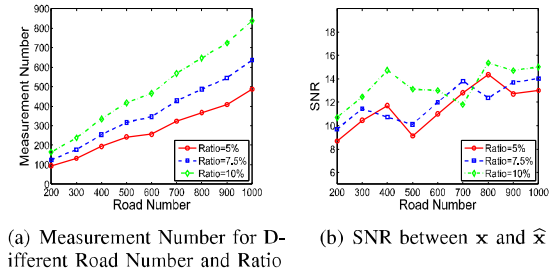 900
800
700
600
500
400
300
200
100
0
Measurement Number
200 300 400 500 600 700 800 900 1000
Road Number
Ratio=5%
Ratio=7.5%
Ratio=10%
(a) Measurement Number for D-
ifferent Road Number and Ratio
18
16
14
12
10
8
6
SNR
200 300 400 500 600 700 800 900 1000
Road Number
Ratio=5%
Ratio=7.5%
Ratio=10%
(b) SNR between x and x̂